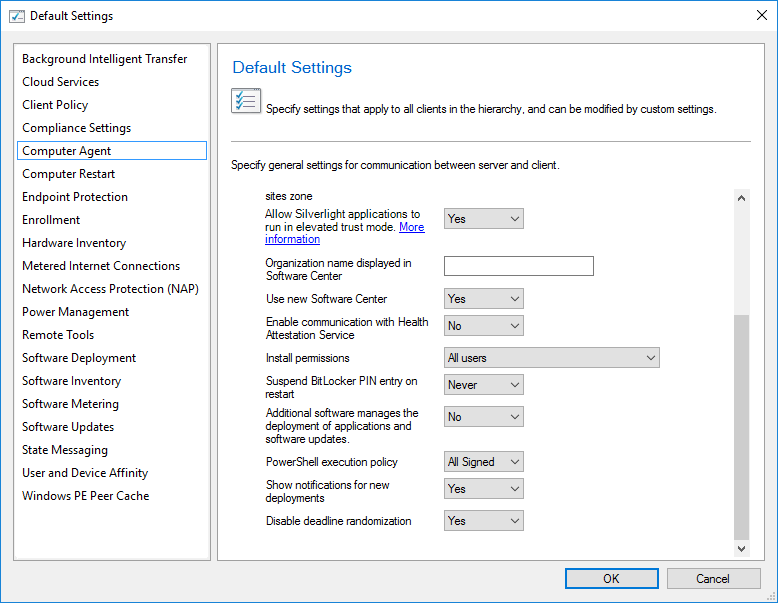 Default Settings
Background Intelligent Transfer
Cloud Services
Client Policy
Compliance Settings
Computer Agent
Computer Restart
Endpoint Protection
Enrollment
Hardware Inventory
Metered Internet Connections
Network Access Protection (NAP)
Power Management
Remote Tools
Software Deployment
Software Inventory
Software Metering
Software Updates
State Messaging
User and Device Affinity
Windows PE Peer Cache
Default Settings
Specify settings that apply to all clients in the hierarchy, and can be modified by custom settings.
Specify general settings for communication between server and client.
sites zone
Allow Silverlight applications to
run in elevated trust mode. More
information
Yes
Organization name displayed in
Software Center
Use new Software Center
Yes
Enable communication with Health
Attestation Service
No
Install permissions
All users
Suspend BitLocker PIN entry on
restart
Never
Additional software manages the
deployment of applications and
software updates.
No
PowerShell execution policy
All Signed
Show notifications for new
deployments
Yes
Disable deadline randomization
Yes
OK
Cancel